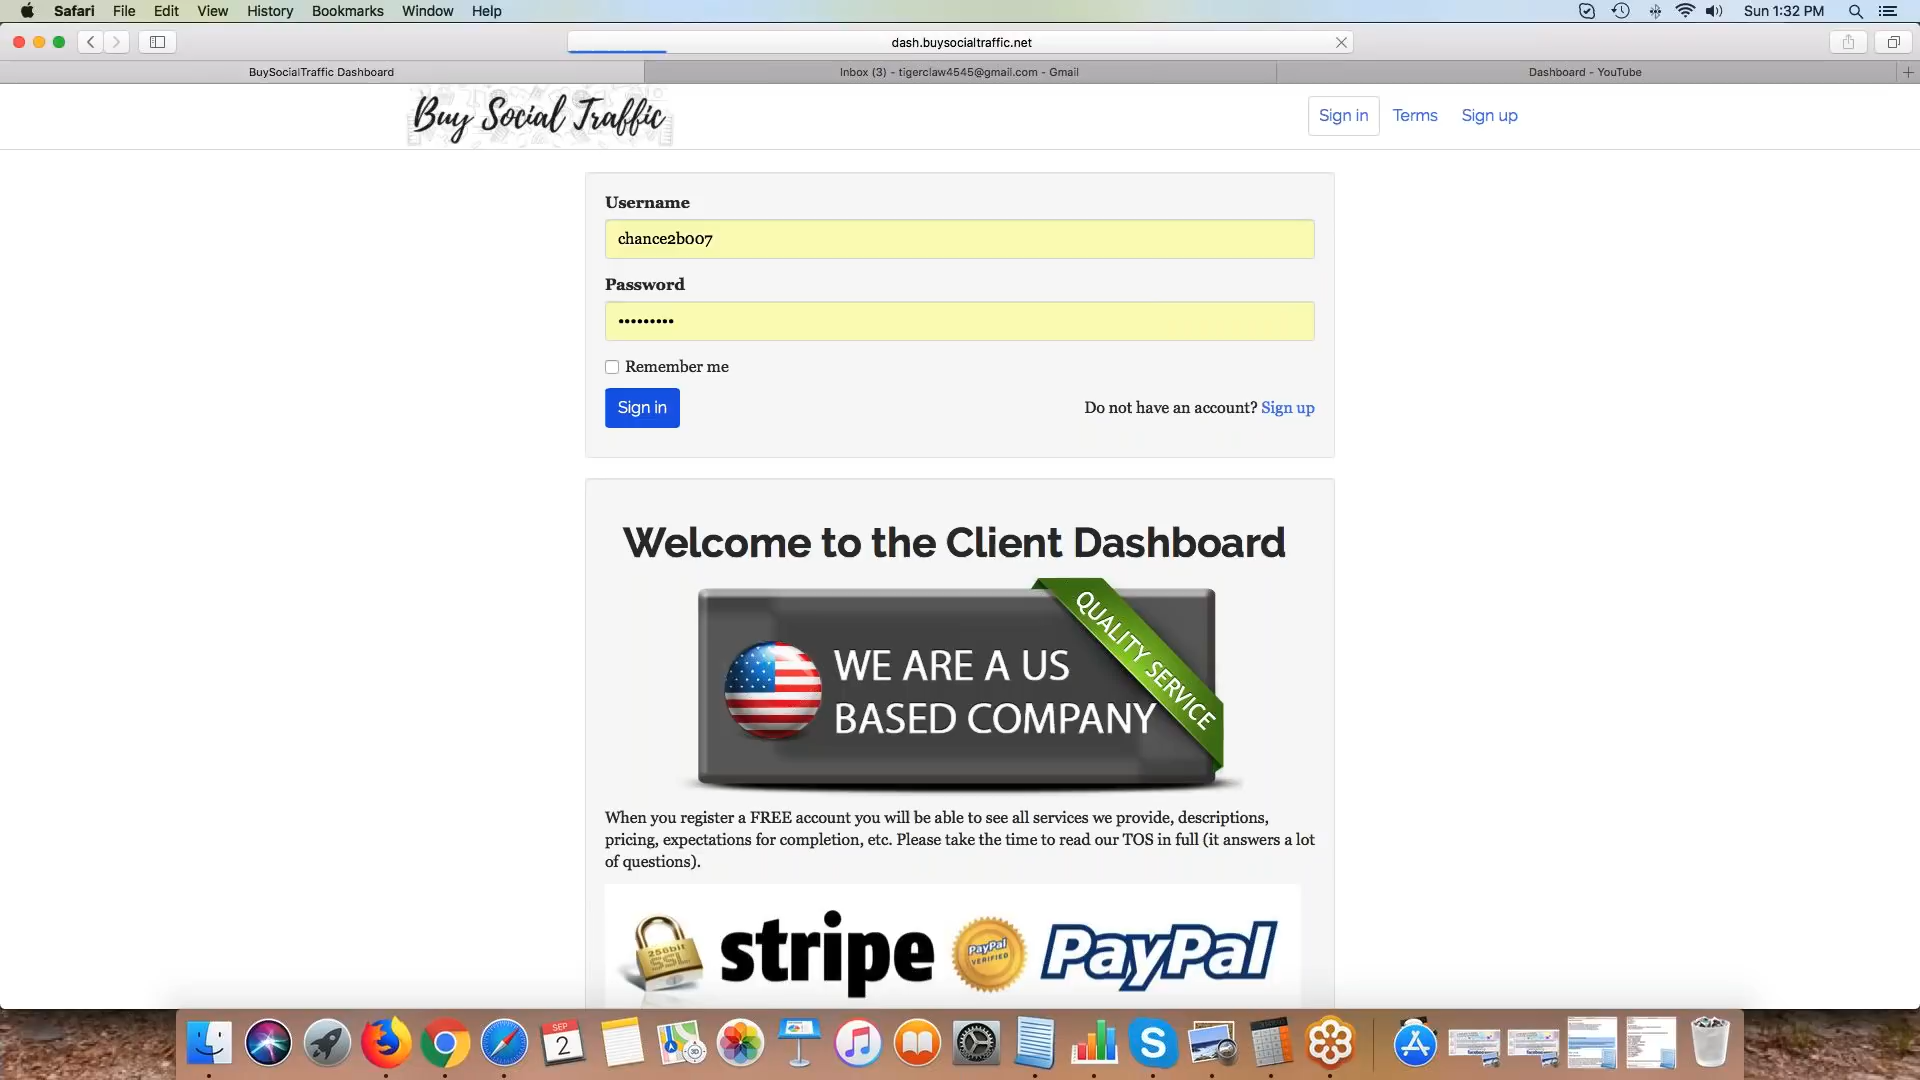 Safari File Edit View History Bookmarks Window Help Sun 1:32 PM
dash.buysocialtraffic.net
BuySocialTraffic Dashboard
Inbox (3) - tigerclaw4545@gmail.com - Gmail
Dashboard - YouTube
Buy Social Traffic
Sign in Terms Sign up
Username
chance2b007
Password
•••••••••
Remember me
Sign in
Do not have an account? Sign up
Welcome to the Client Dashboard
QUALITY SERVICE
WE ARE A US
BASED COMPANY
When you register a FREE account you will be able to see all services we provide, descriptions,
pricing, expectations for completion, etc. Please take the time to read our TOS in full (it answers a lot
of questions).
256bit
SSL
stripe
PayPal
VERIFIED
PayPal
SEP
2
3D